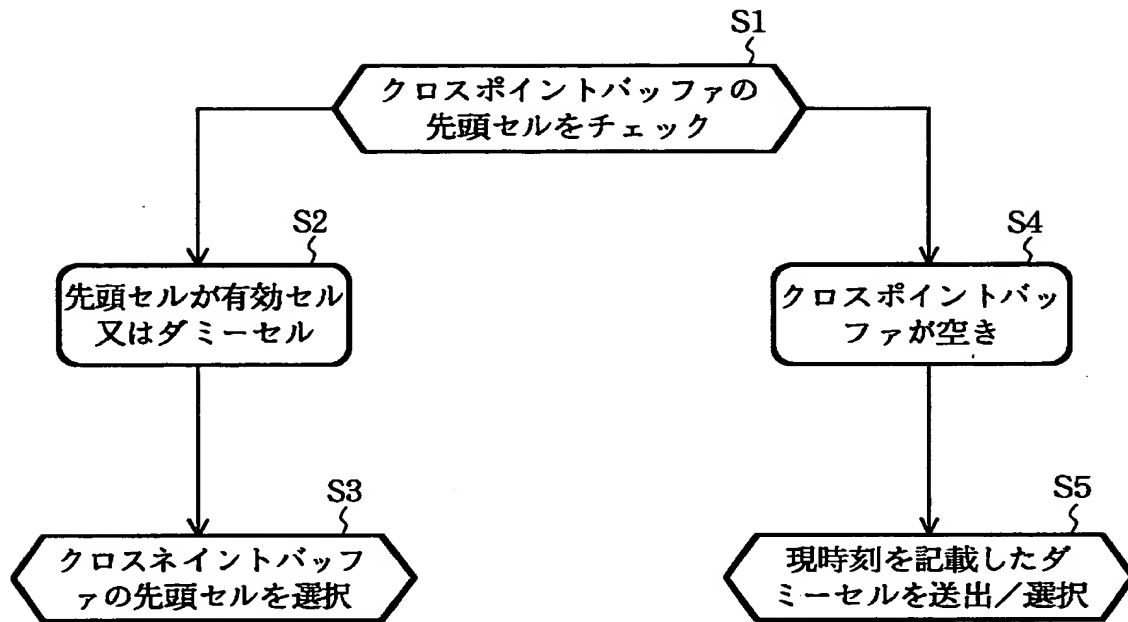 S1
クロスポイントバッファの
先頭セルをチェック
S2
先頭セルが有効セル
又はダミーセル
S4
クロスポイントバッ
ファが空き
S3
クロスネイントバッフ
ァの先頭セルを選択
S5
現時刻を記載したダ
ミーセルを送出/選択